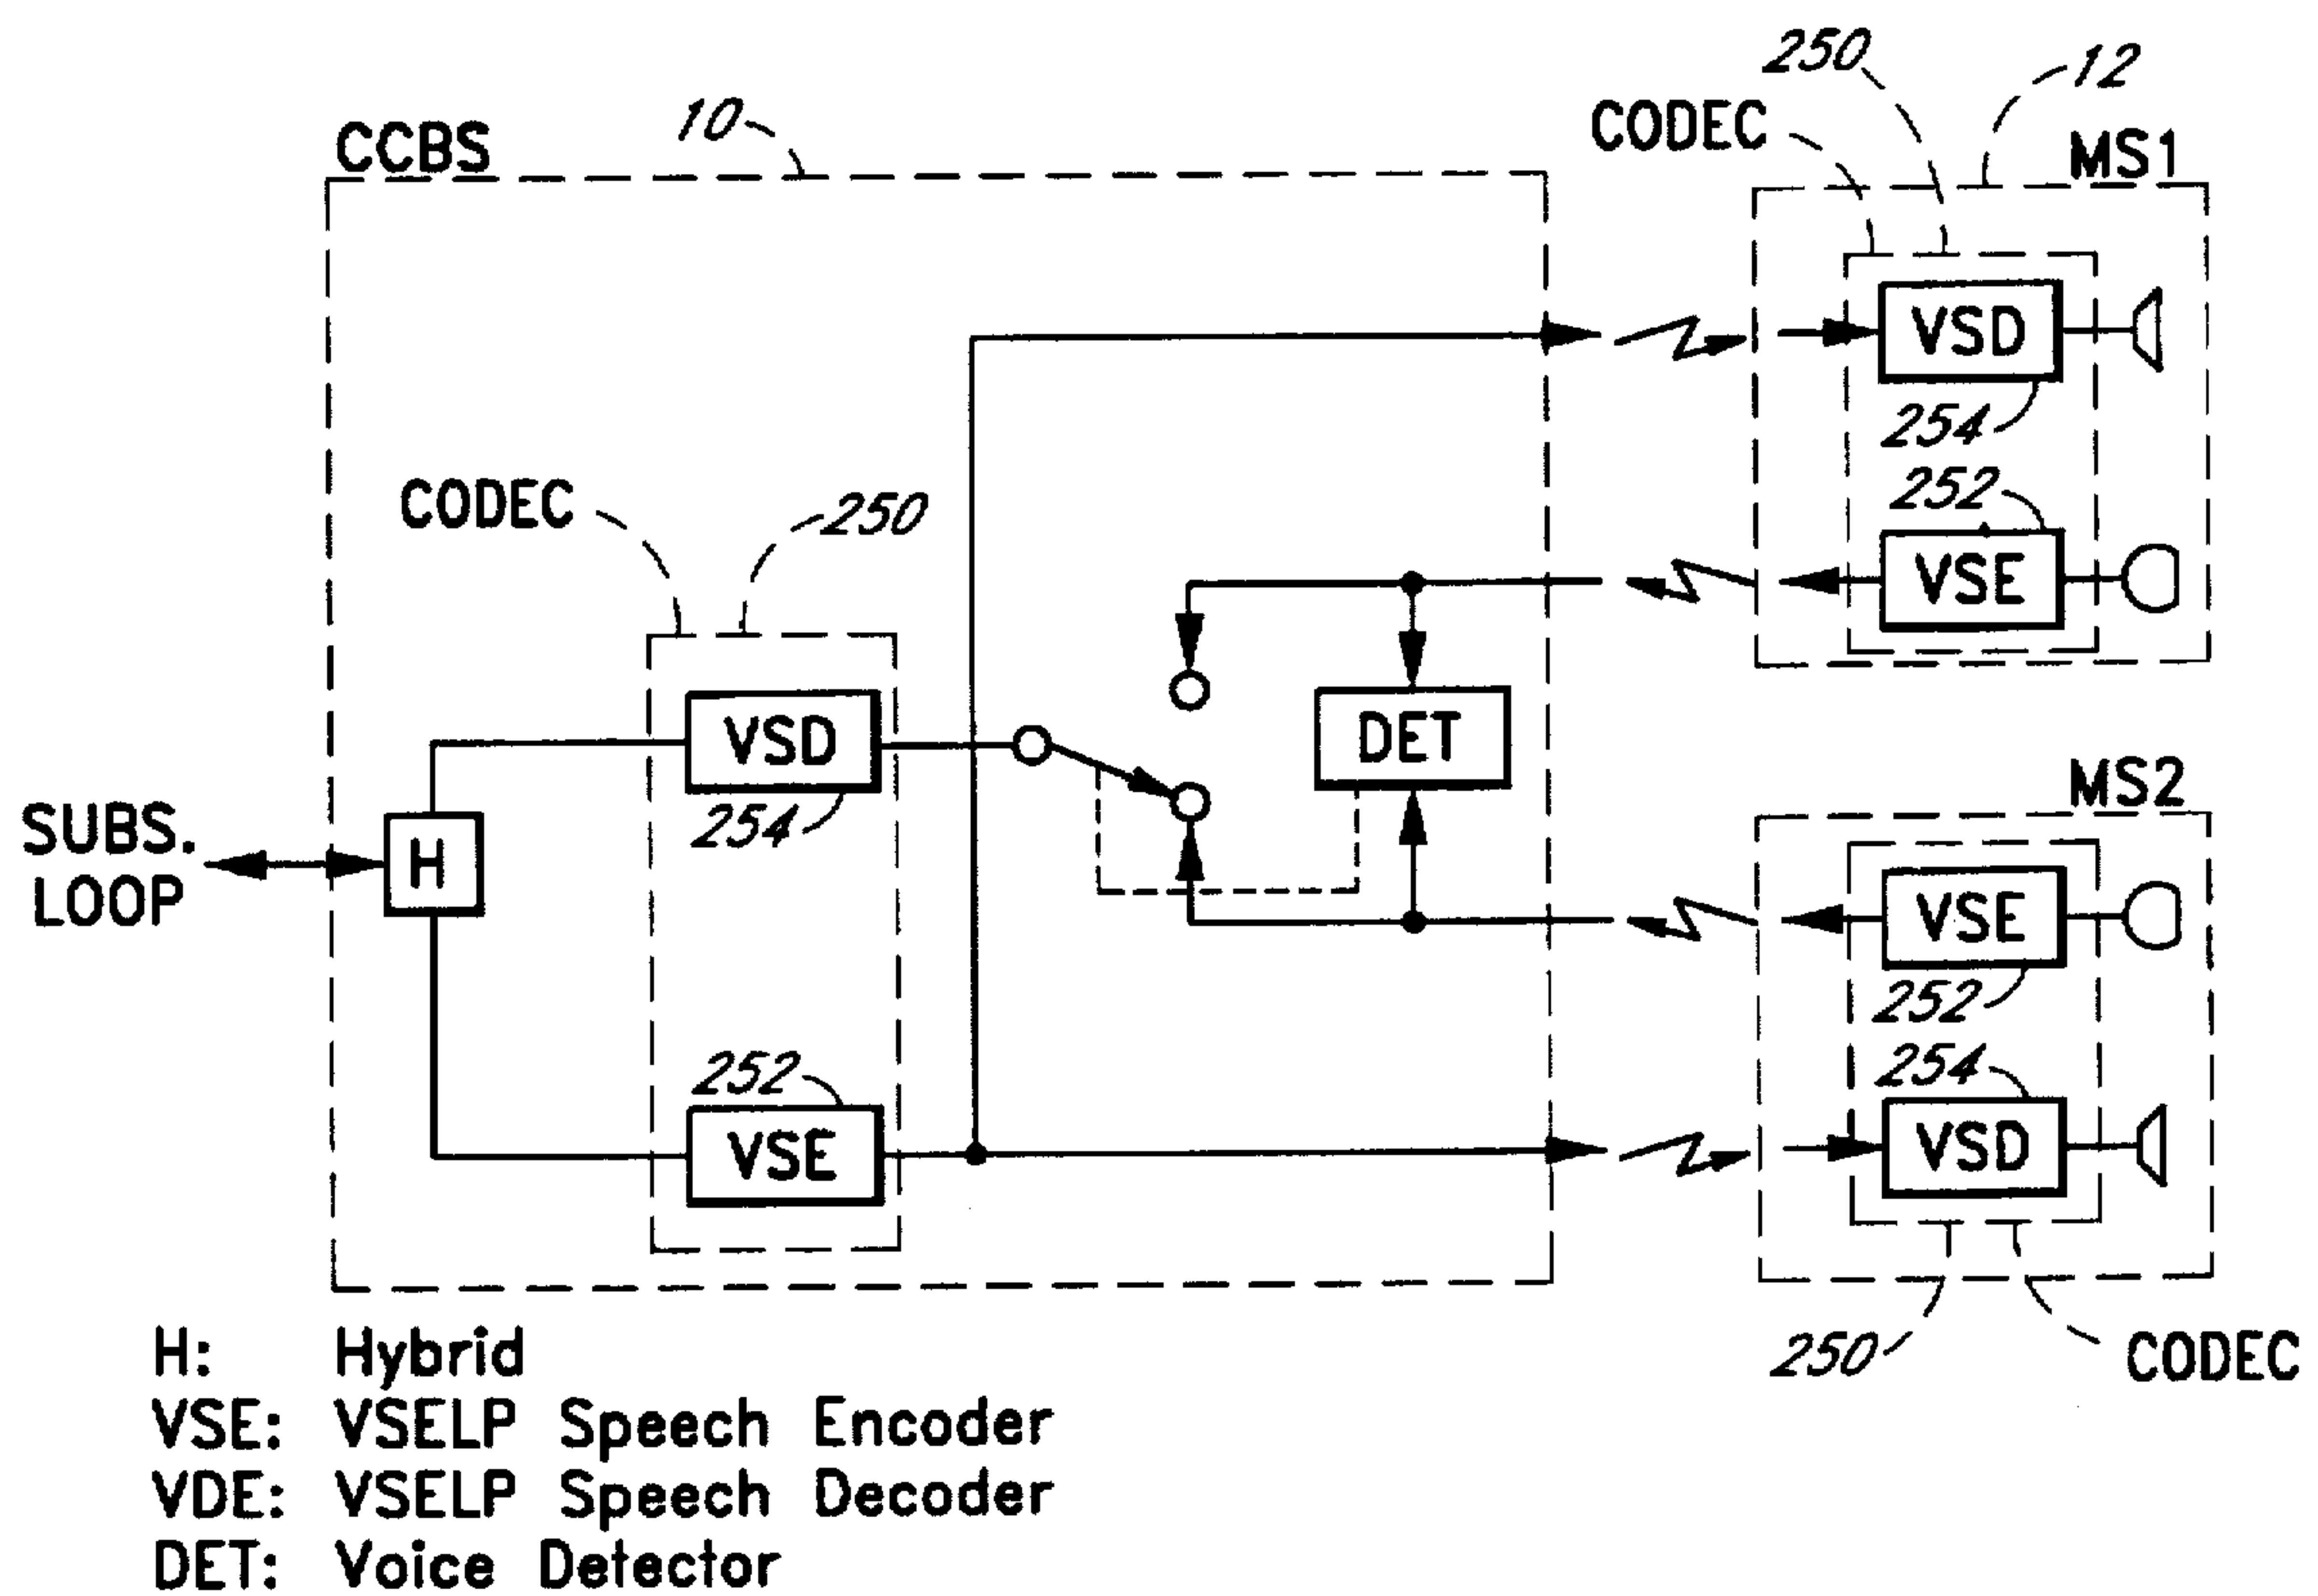 250
12
10
CODEC
CCBS
MS1
VSD
254
252
VSE
CODEC
250
VSD
DET
254
MS2
SUBS.
LOOP
H
VSE
252
254
252
VSE
VSD
250
CODEC
H: Hybrid
VSE: VSELP Speech Encoder
VDE: VSELP Speech Decoder
DET: Voice Detector